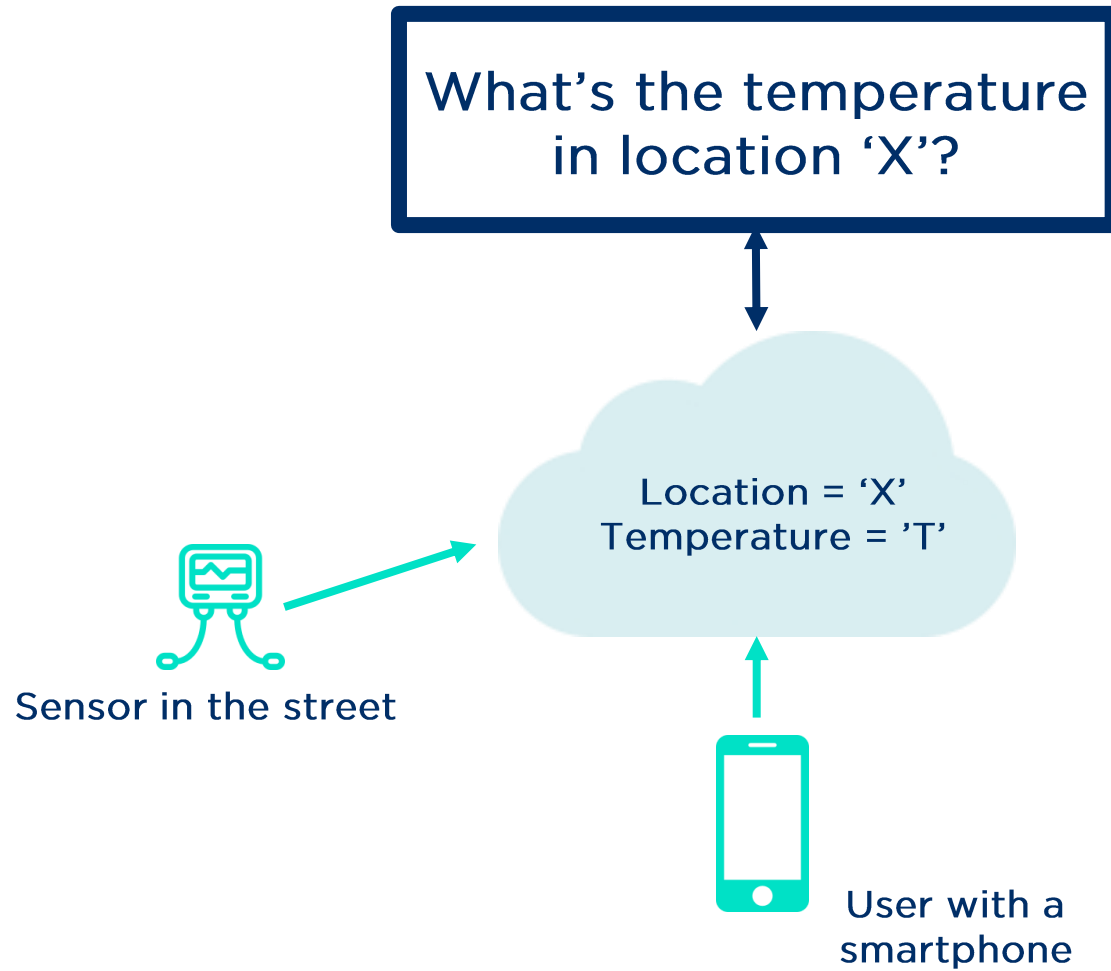 What’s the temperature
in location ‘X’?
Location = ‘X’
Temperature = ’T’
Sensor in the street
User with a
smartphone